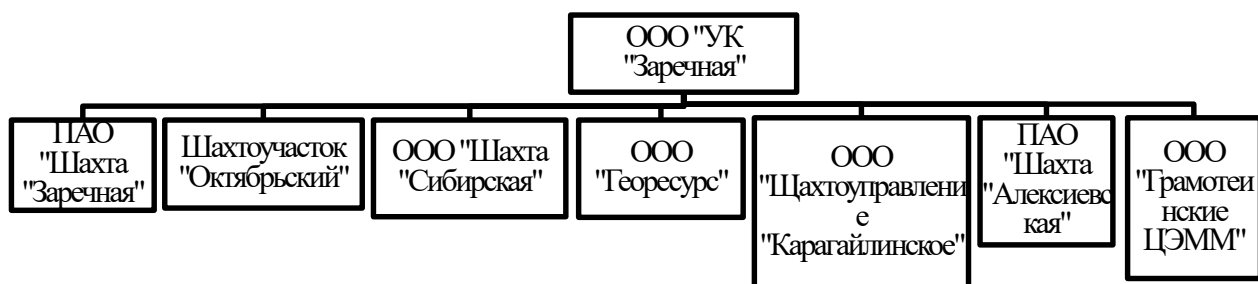 ООО "УК
"Заречная"
ПАО
"Шахта
"Заречная"
Шахтоучасток
"Октябрьский"
ООО "Шахта
"Сибирская"
ООО
"Георесурс"
ООО
"Щахтоуправлени
е
"Карагайлинское"
ПАО
"Шахта
"Алексиевс
кая"
ООО
"Грамотеи
нские
ЦЭММ"